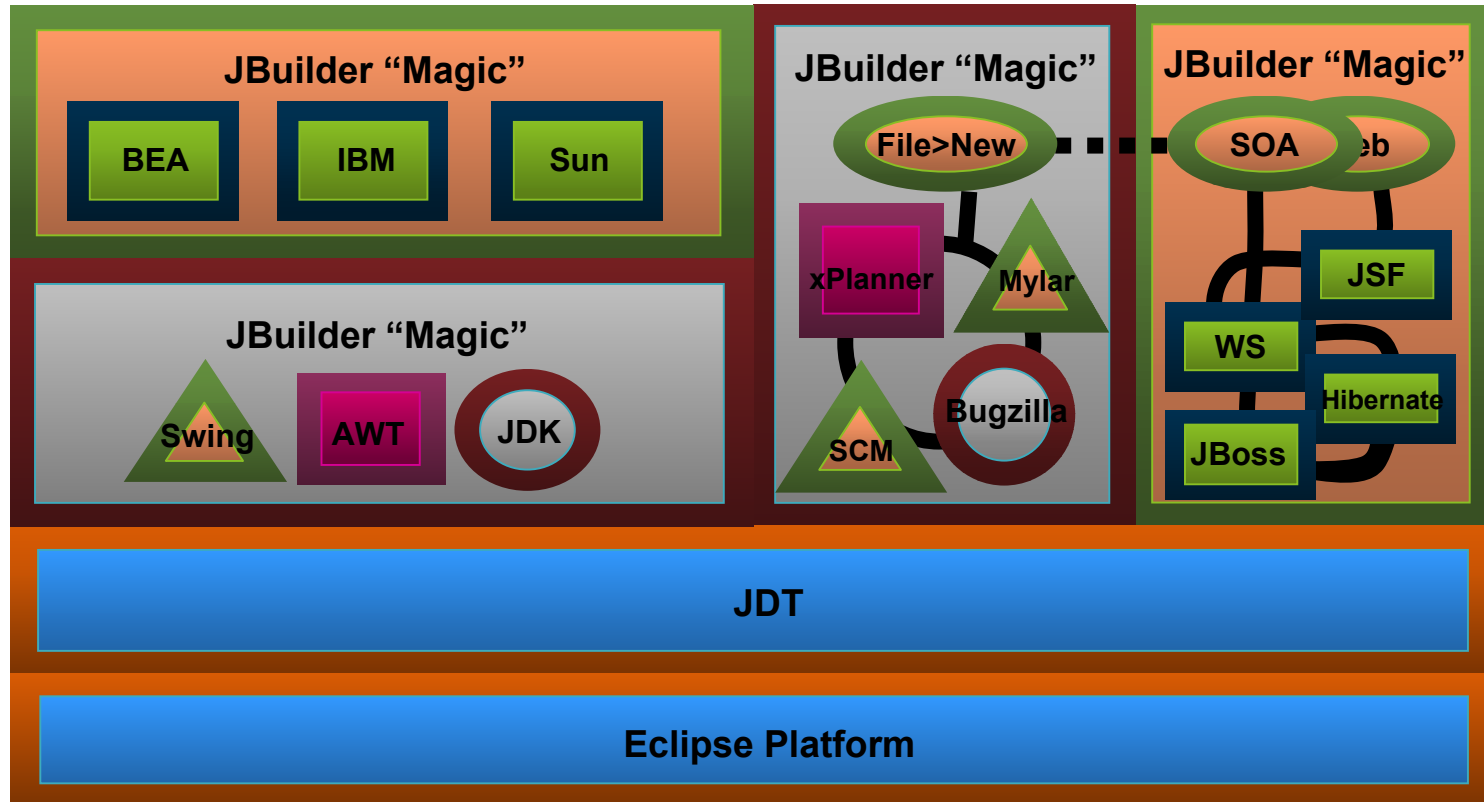 JBuilder “Magic”
BEA
IBM
Sun
JBuilder “Magic”
Swing
AWT
JDK
JBuilder “Magic”
File>New
xPlanner
Mylar
SCM
Bugzilla
JBuilder “Magic”
SOA
eb
JSF
WS
Hibernate
JBoss
JDT
Eclipse Platform